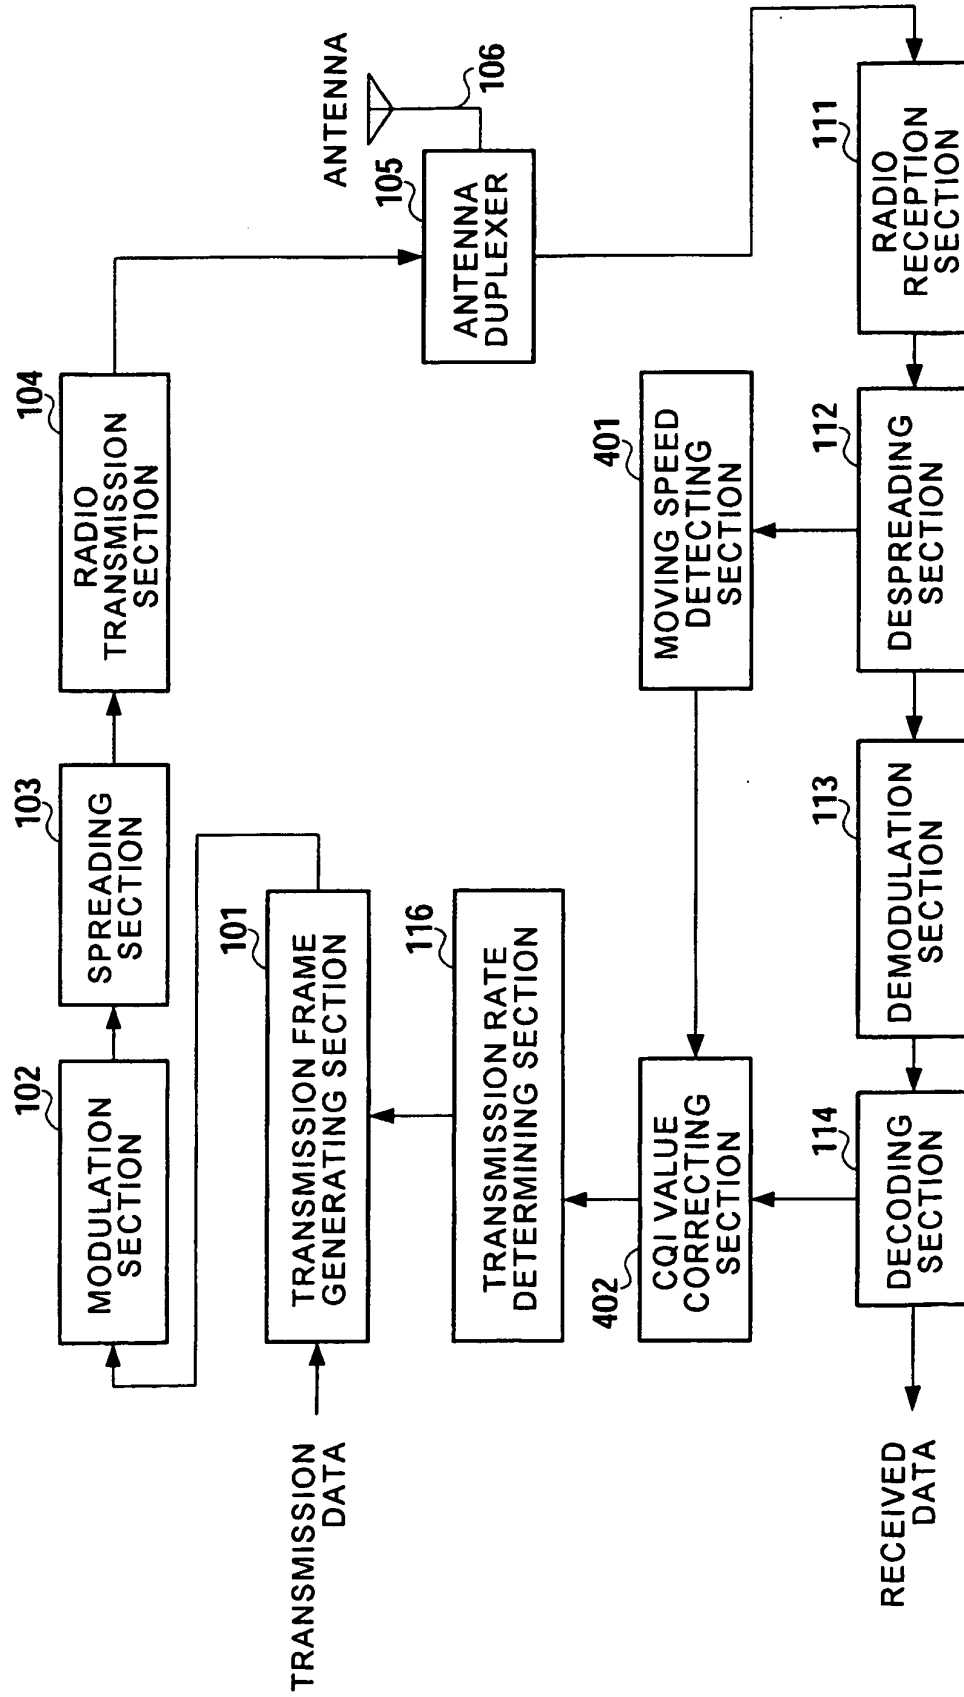 TRANSMISSION
DATA
102
MODULATION
SECTION
103
SPREADING
SECTION
104
RADIO
TRANSMISSION
SECTION
101
TRANSMISSION FRAME
GENERATING SECTION
ANTENNA
106
105
ANTENNA
DUPLEXER
116
TRANSMISSION RATE
DETERMINING SECTION
402
CQI VALUE
CORRECTING
SECTION
401
MOVING SPEED
DETECTING
SECTION
RECEIVED
DATA
114
DECODING
SECTION
113
DEMODULATION
SECTION
112
DESPREADING
SECTION
111
RADIO
RECEPTION
SECTION